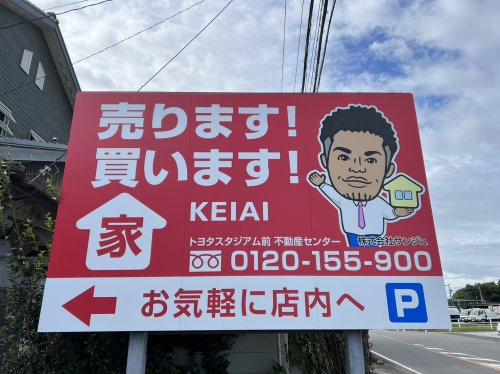 売ります!
買います!
家
KEIAI
トヨタスタジアム前 不動産センター
株式会社サンジュ
0120-155-900
お気軽に店内へ
P